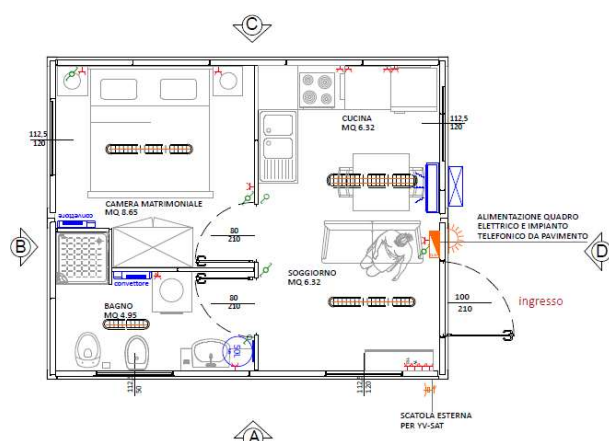 C
CUCINA
MQ 6.32
112,5
120
112,5
120
CAMERA MATRIMONIALE
MQ 8.65
convettore
80
210
ALIMENTAZIONE QUADRO
ELETTRICO E IMPIANTO
TELEFONICO DA PAVIMENTO
B
D
SOGGIORNO
MQ 6.32
convettore
80
210
100
210
ingresso
BAGNO
MQ 4.95
112,5
50
112,5
120
SCATOLA ESTERNA
PER YV-SAT
A